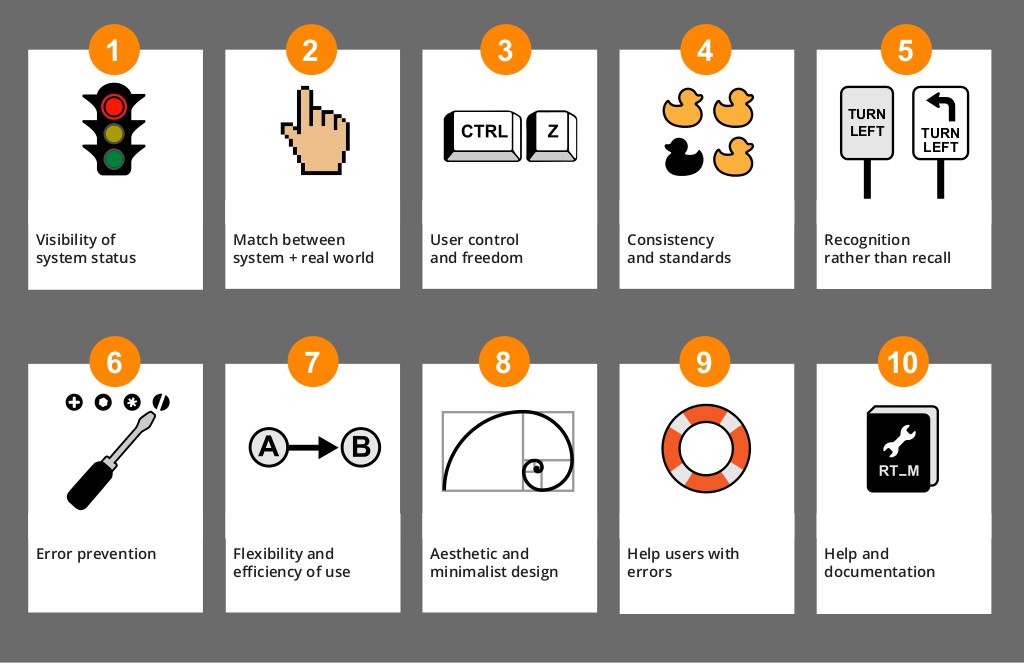 1
2
3
4
5
CTRL
Z
TURN
LEFT
TURN
LEFT
Visibility of
system status
Match between
system + real world
User control
and freedom
Consistency
and standards
Recognition
rather than recall
6
7
8
9
10
A
B
RT_M
Error prevention
Flexibility and
efficiency of use
Aesthetic and
minimalist design
Help users with
errors
Help and
documentation